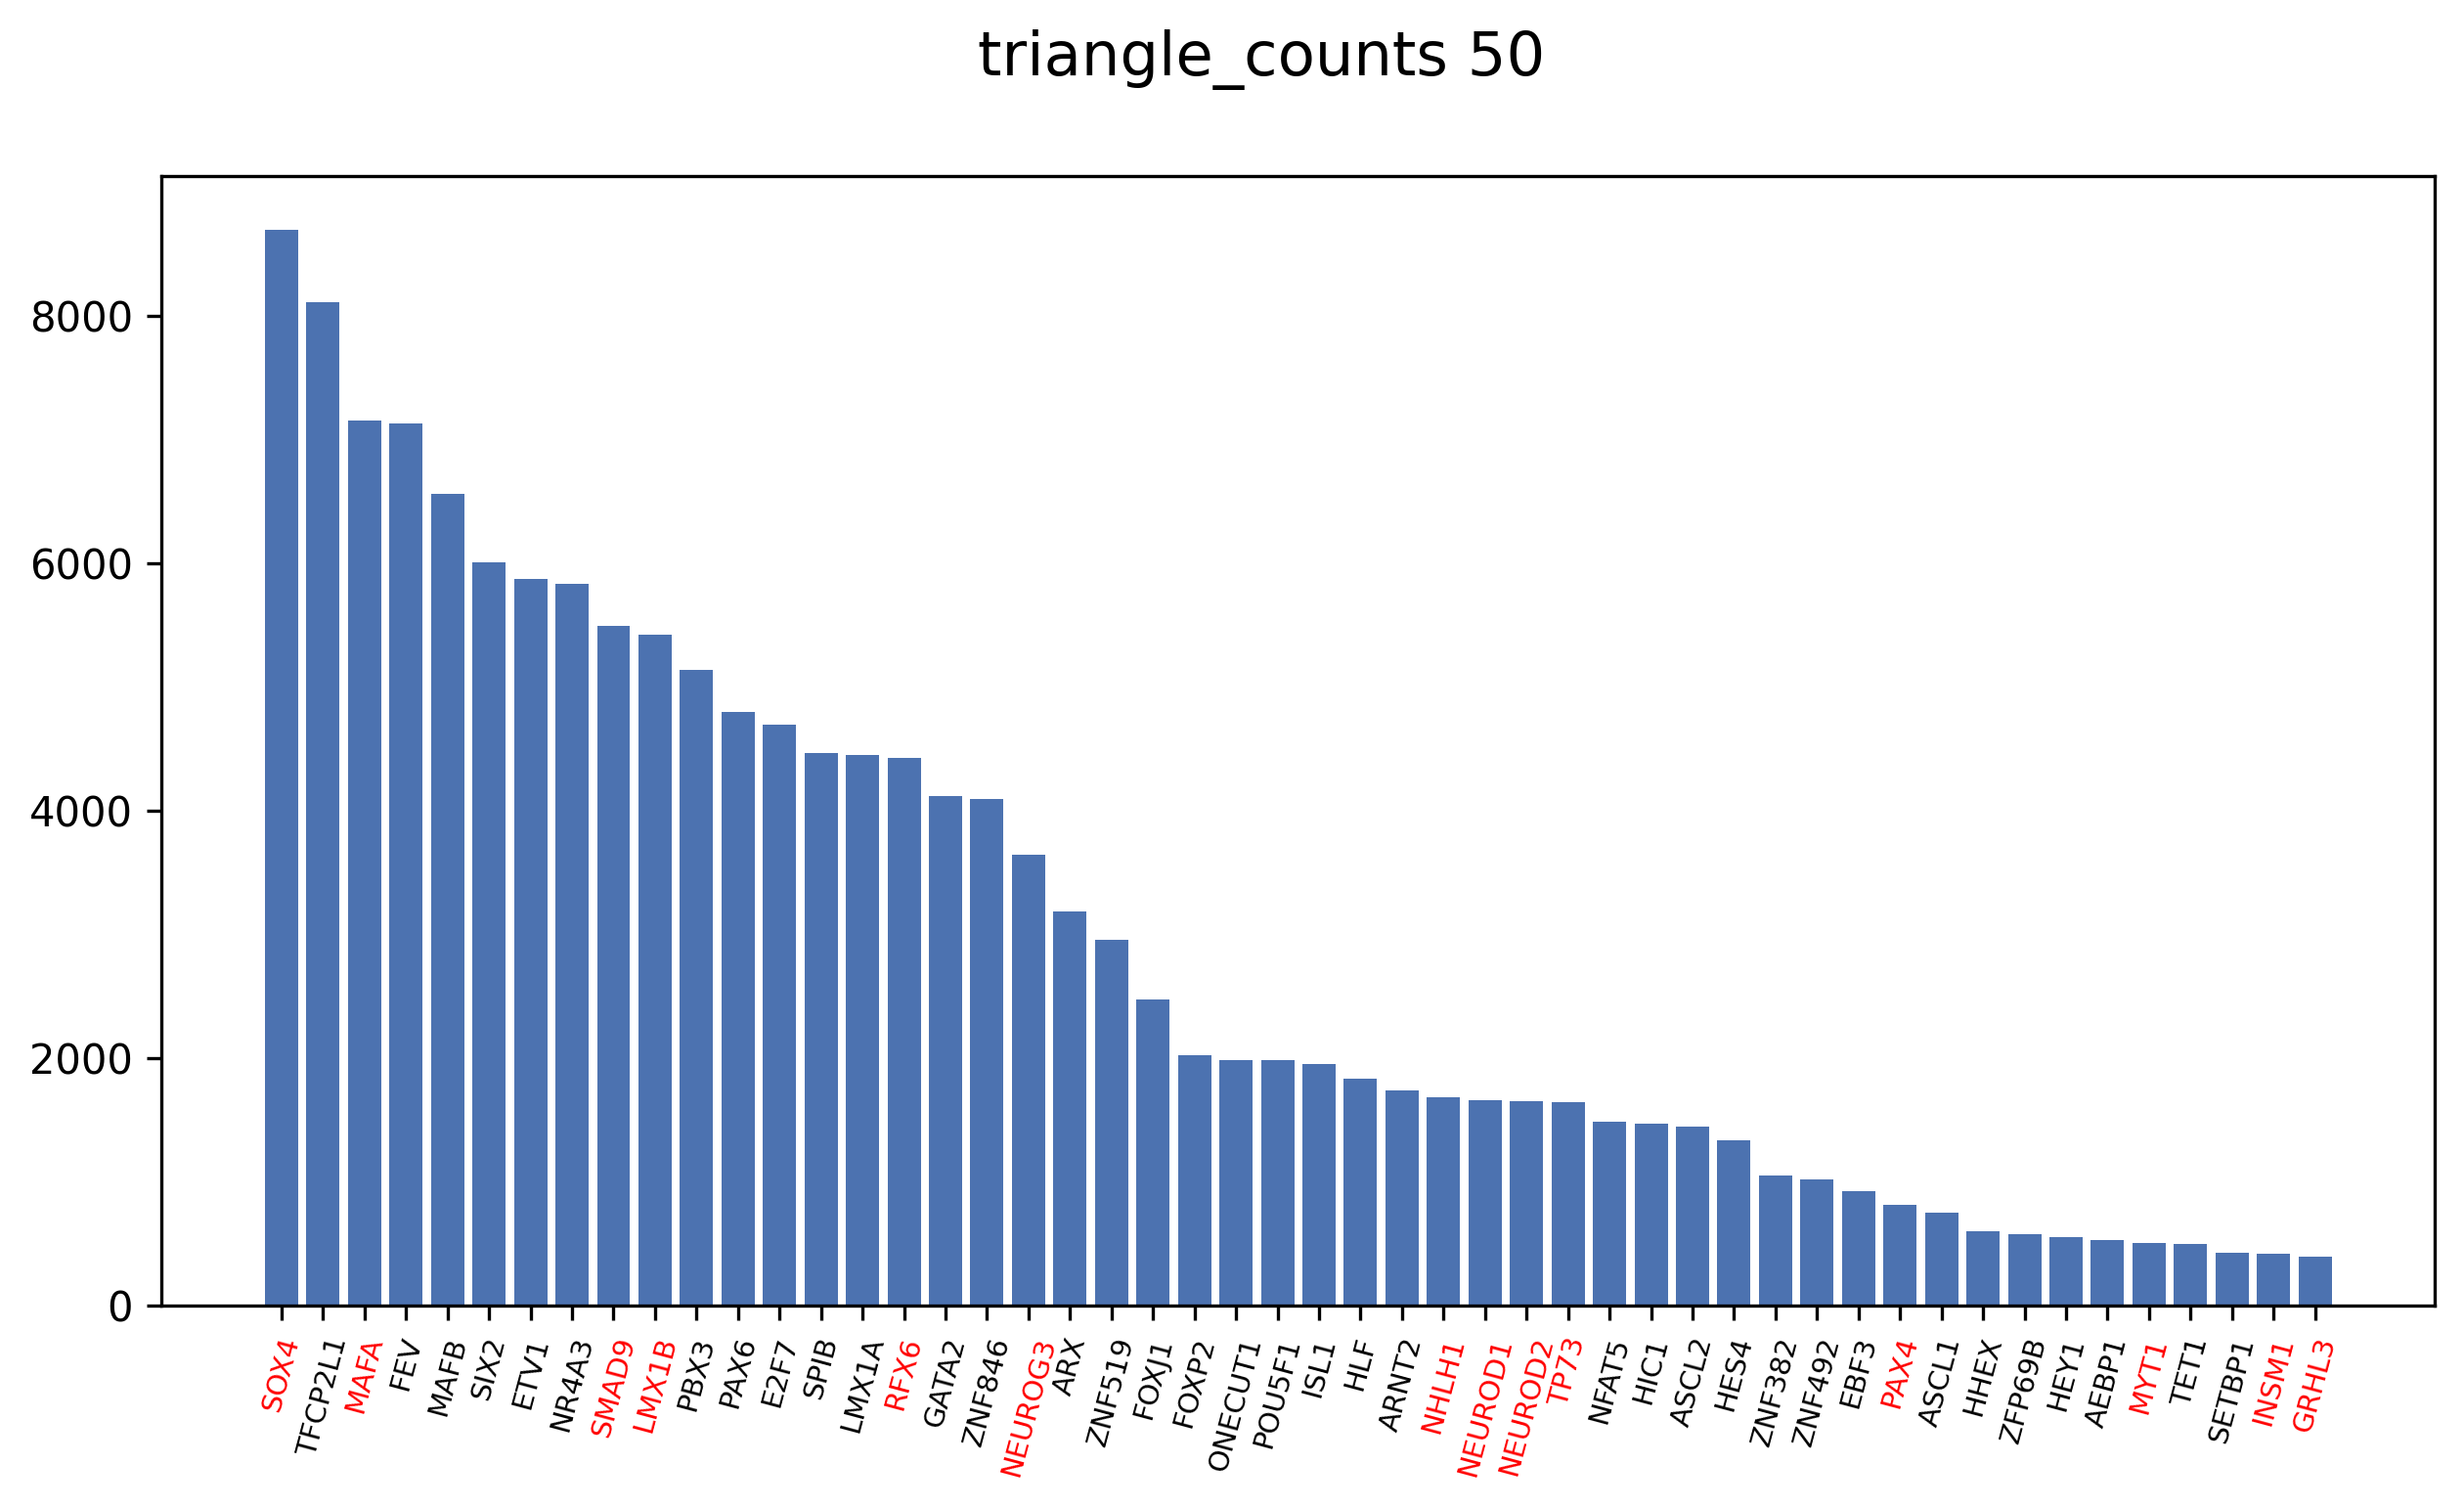 triangle_counts 50
8000
6000
4000
2000
0
SOX4
TFCP2L1
MAFA
FEV
MAFB
SIX2
ETV1
NR4A3
SMAD9
LMX1B
PBX3
PAX6
E2F7
SPIB
LMX1A
RFX6
GATA2
ZNF846
NEUROG3
ARX
ZNF519
FOXJ1
FOXP2
ONECUT1
POU5F1
ISL1
HLF
ARNT2
NHLH1
NEUROD1
NEUROD2
TP73
NFAT5
HIC1
ASCL2
HES4
ZNF382
ZNF492
EBF3
PAX4
ASCL1
HHEX
ZFP69B
HEY1
AEBP1
MYT1
TET1
SETBP1
INSM1
GRHL3